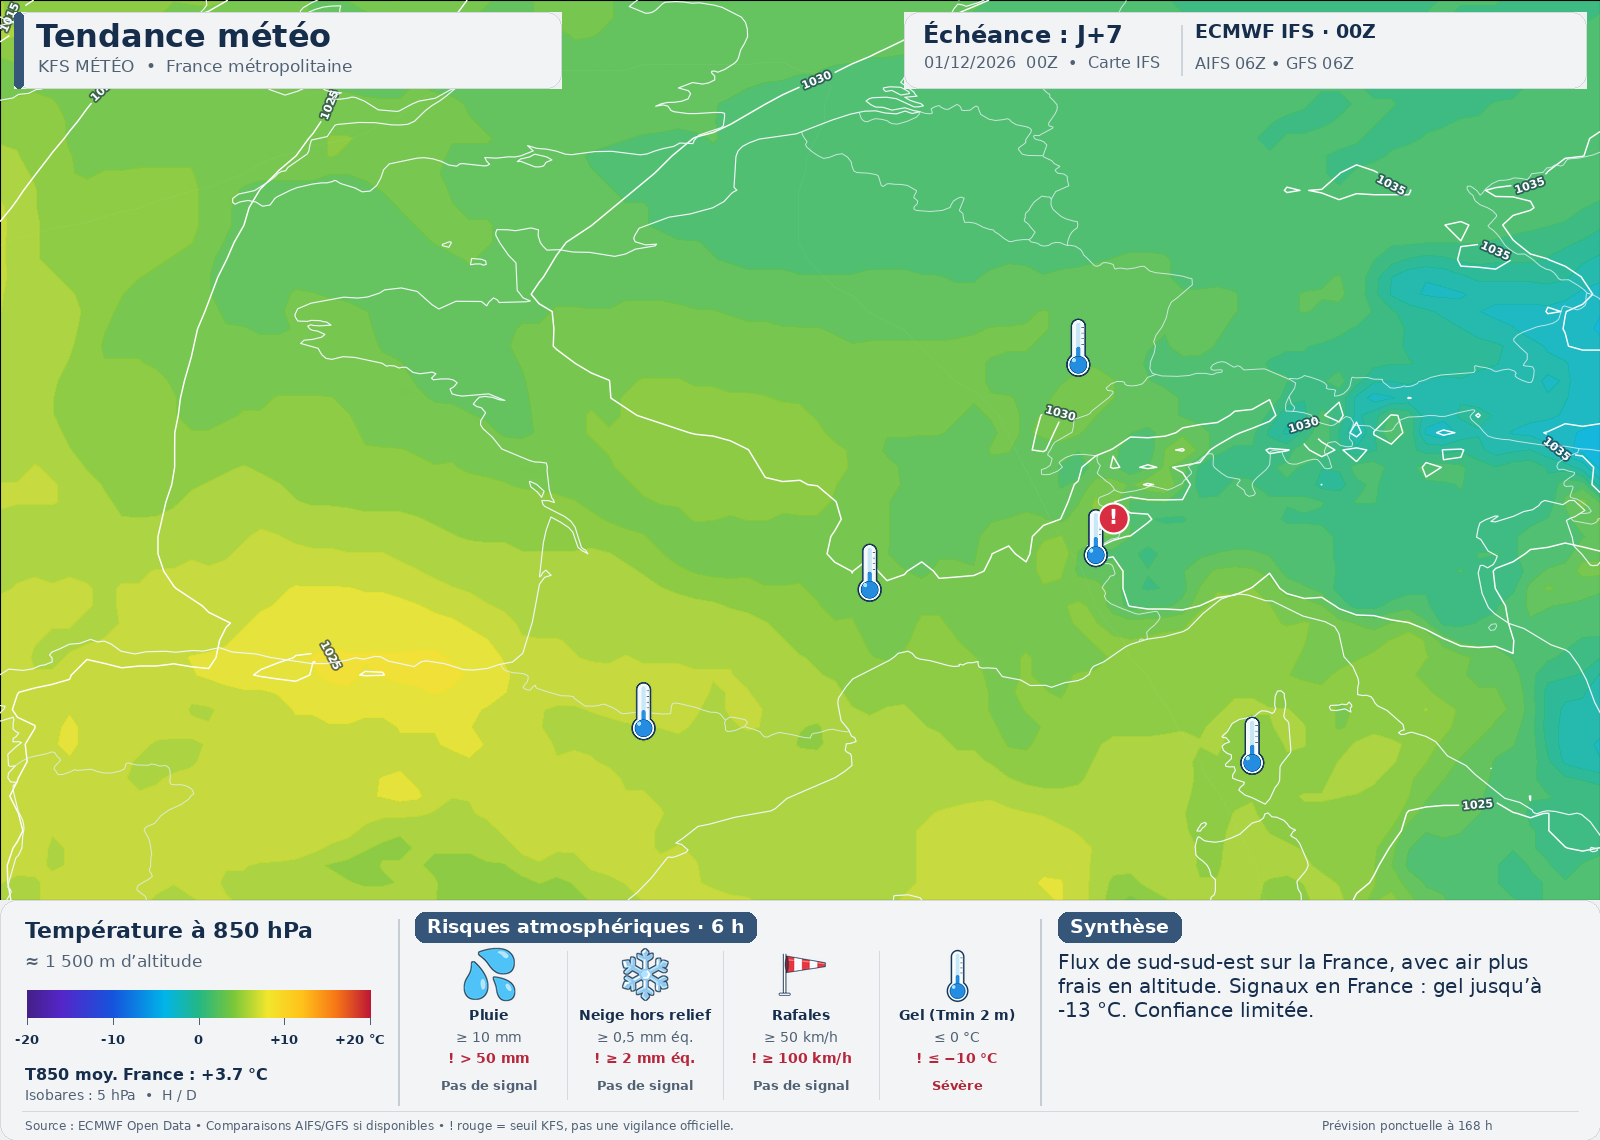 Tendance météo
KFS MÉTÉO • France métropolitaine
Échéance : J+7
01/12/2026 00Z • Carte IFS
ECMWF IFS · 00Z
AIFS 06Z • GFS 06Z
1015
1025
1030
1035
1035
1035
1030
1030
1035
!
1025
1025
Température à 850 hPa
≈ 1 500 m d’altitude
-20 -10 0 +10 +20 °C
T850 moy. France : +3.7 °C
Isobares : 5 hPa • H / D
Risques atmosphériques · 6 h
Pluie
≥ 10 mm
! > 50 mm
Pas de signal
Neige hors relief
≥ 0,5 mm éq.
! ≥ 2 mm éq.
Pas de signal
Rafales
≥ 50 km/h
! ≥ 100 km/h
Pas de signal
Gel (Tmin 2 m)
≤ 0 °C
! ≤ −10 °C
Sévère
Synthèse
Flux de sud-sud-est sur la France, avec air plus
frais en altitude. Signaux en France : gel jusqu’à
-13 °C. Confiance limitée.
Source : ECMWF Open Data • Comparaisons AIFS/GFS si disponibles • ! rouge = seuil KFS, pas une vigilance officielle.
Prévision ponctuelle à 168 h